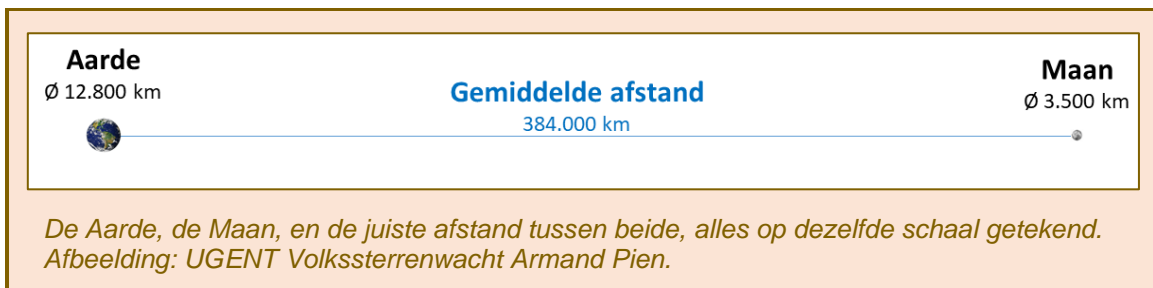 Aarde
Ø 12.800 km
Gemiddelde afstand
384.000 km
Maan
Ø 3.500 km
De Aarde, de Maan, en de juiste afstand tussen beide, alles op dezelfde schaal getekend.
Afbeelding: UGENT Volkssterrenwacht Armand Pien.